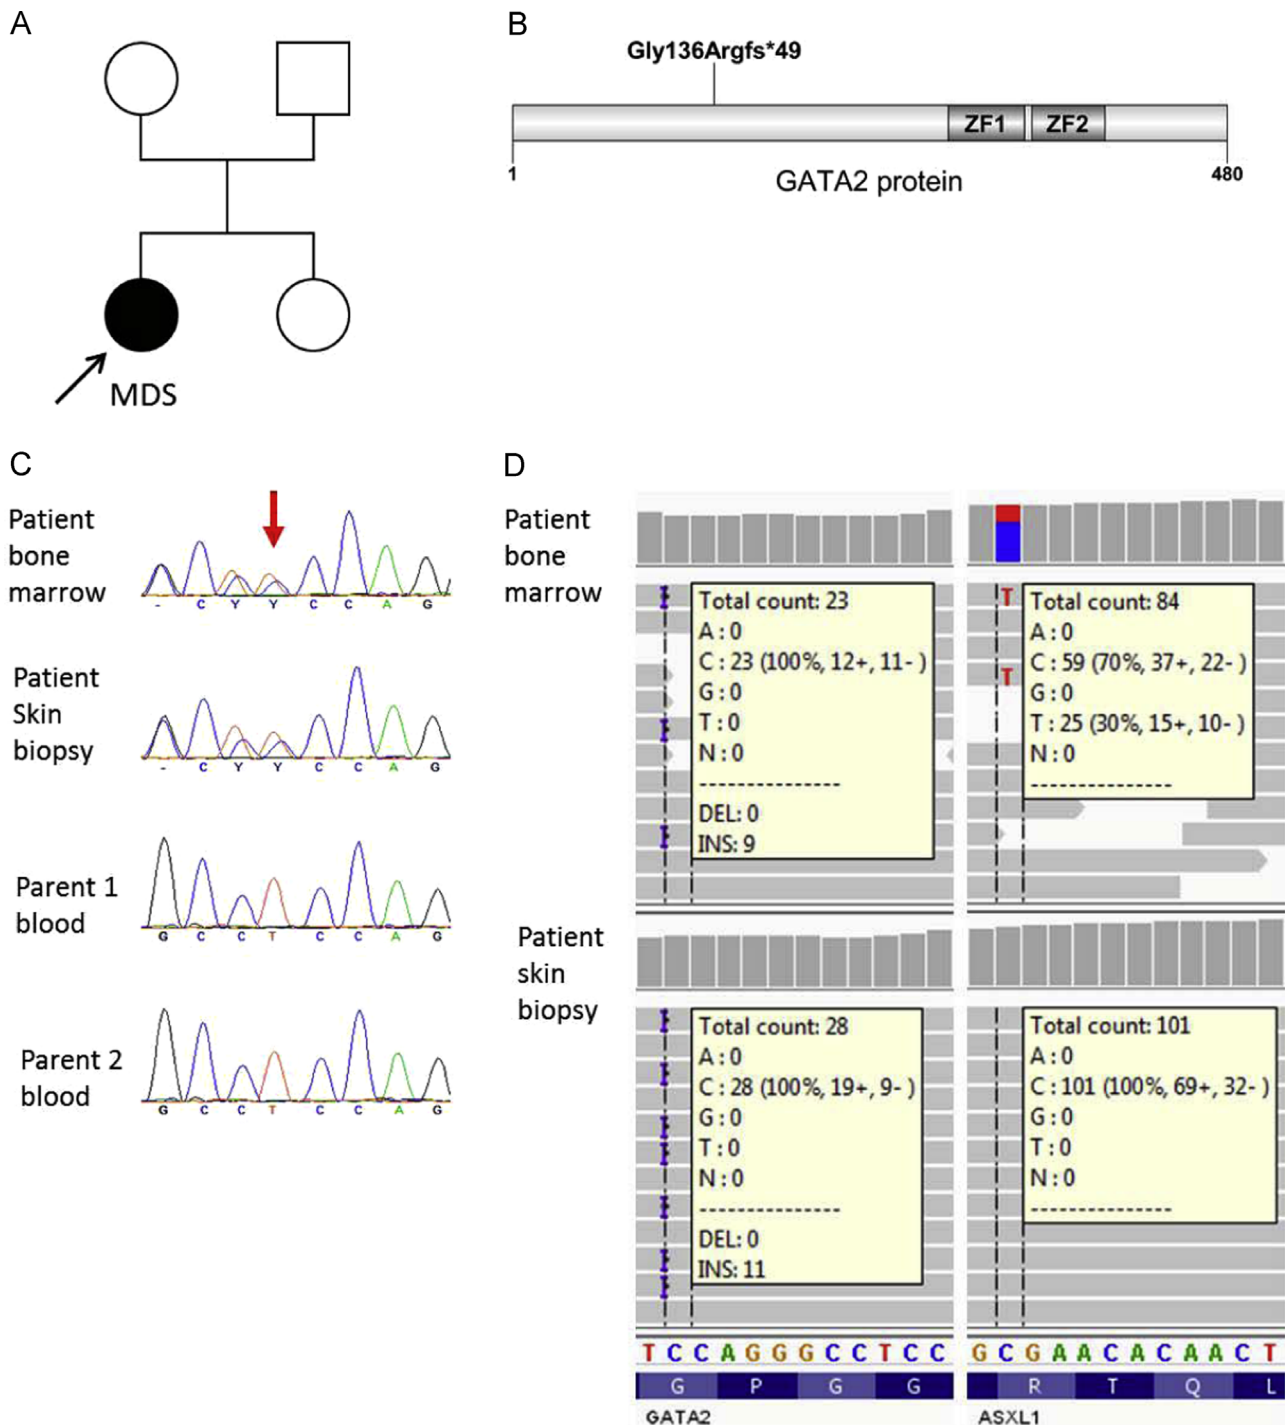 A
MDS
B
Gly136Argfs*49
ZF1 ZF2
1
480
GATA2 protein
C
Patient
bone
marrow
- C Y Y C C A G
Patient
Skin
biopsy
- C Y Y C C A G
Parent 1
blood
G C C T C C A G
Parent 2
blood
G C C T C C A G
D
Patient
bone
marrow
Total count: 23
A : 0
C : 23 (100%, 12+, 11- )
G : 0
T : 0
N : 0
---------------
DEL: 0
INS: 9
T
T
Total count: 84
A : 0
C : 59 (70%, 37+, 22- )
G : 0
T : 25 (30%, 15+, 10- )
N : 0
---------------
Patient
skin
biopsy
Total count: 28
A : 0
C : 28 (100%, 19+, 9- )
G : 0
T : 0
N : 0
---------------
DEL: 0
INS: 11
Total count: 101
A : 0
C : 101 (100%, 69+, 32- )
G : 0
T : 0
N : 0
---------------
T C C A G G G C C T C C
G P G G
GATA2
G C G A A C A C A A C T
R T Q L
ASXL1